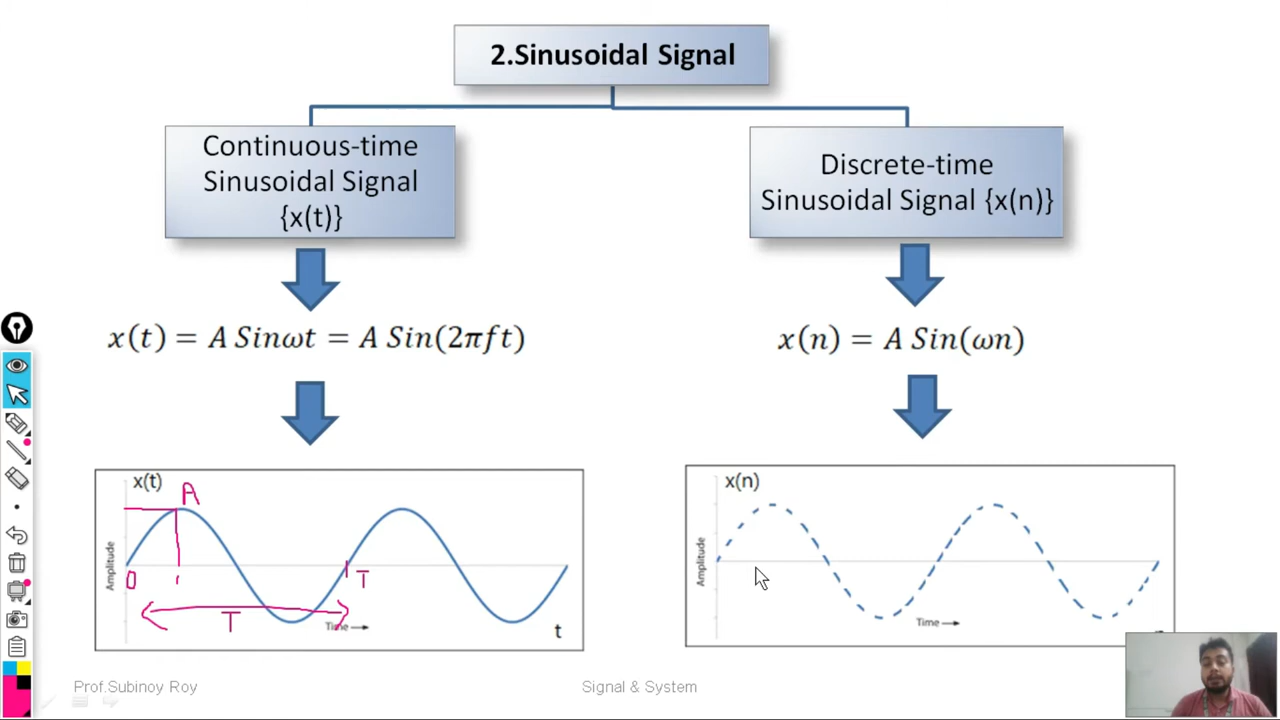 2.Sinusoidal Signal
Continuous-time
Sinusoidal Signal
{x(t)}
Discrete-time
Sinusoidal Signal {x(n)}
x(t) = A Sinωt = A Sin(2πft)
x(n) = A Sin(ωn)
x(t)
A
Amplitude
0
T
T
Time
t
x(n)
Amplitude
Time
Prof.Subinoy Roy
Signal & System